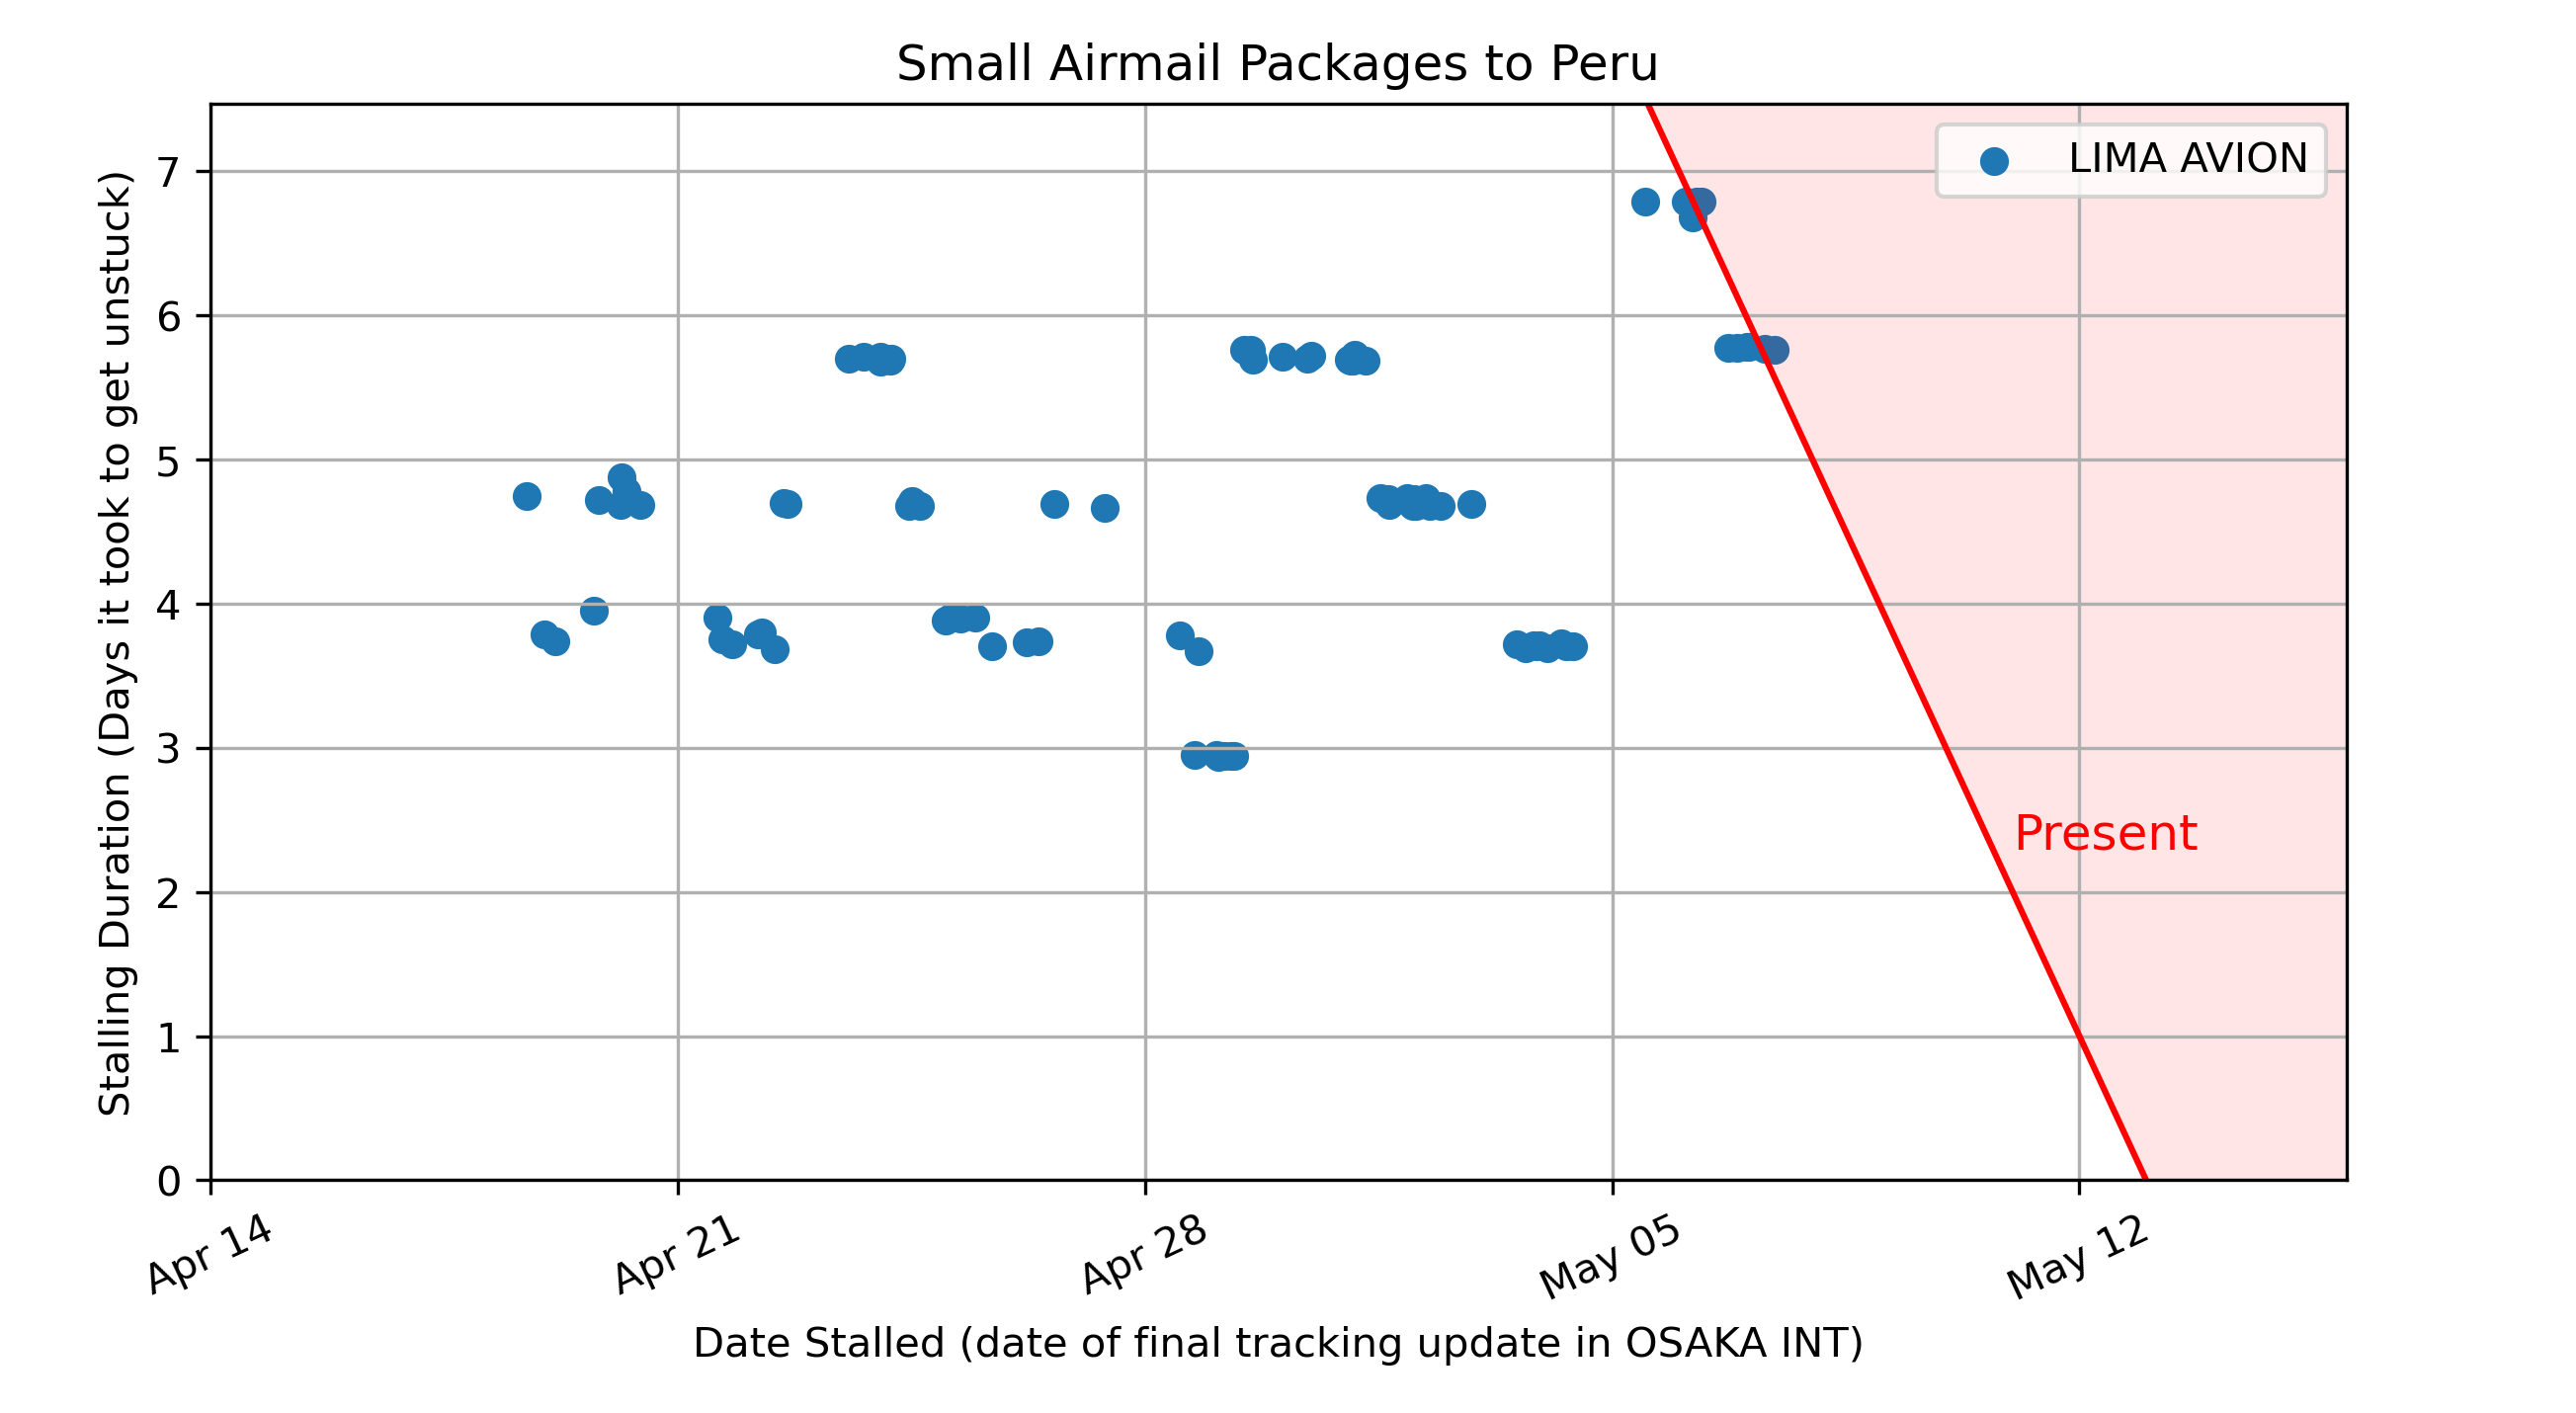 Small Airmail Packages to Peru
Stalling Duration (Days it took to get unstuck)
7
6
5
4
3
2
1
0
LIMA AVION
Present
Apr 14
Apr 21
Apr 28
May 05
May 12
Date Stalled (date of final tracking update in OSAKA INT)